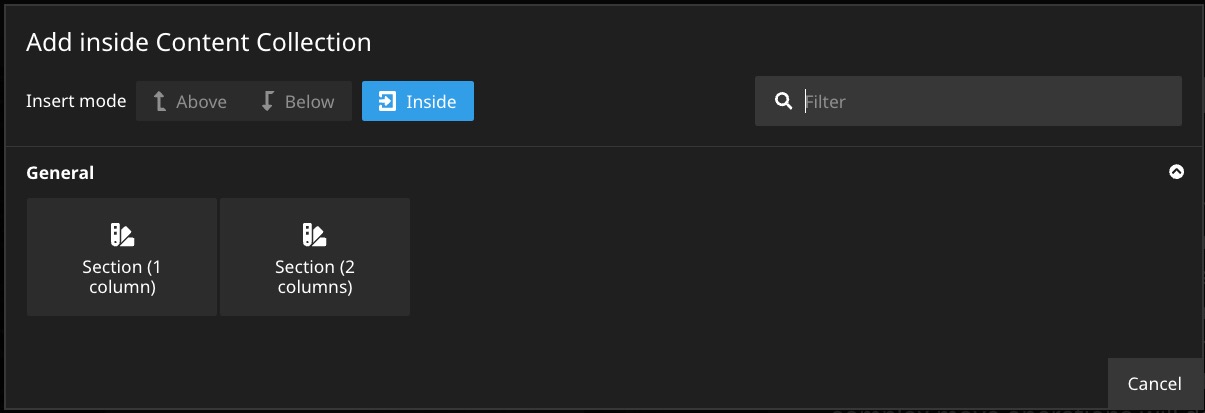 Add inside Content Collection
Insert mode Above Below Inside Filter
General
Section (1
column)
Section (2
columns)
Cancel